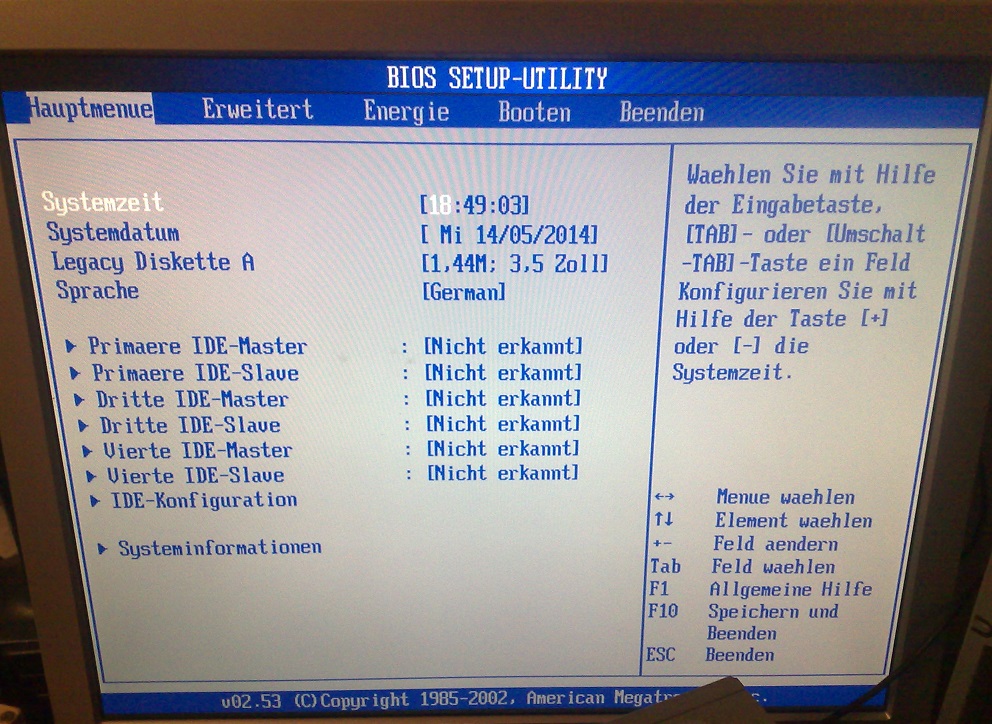 BIOS SETUP-UTILITY
Hauptmenue Erweitert Energie Booten Beenden
Systemzeit [18:49:03]
Systemdatum [ Mi 14/05/2014]
Legacy Diskette A [1,44M; 3,5 Zoll]
Sprache [German]
Primaere IDE-Master : [Nicht erkannt]
Primaere IDE-Slave : [Nicht erkannt]
Dritte IDE-Master : [Nicht erkannt]
Dritte IDE-Slave : [Nicht erkannt]
Vierte IDE-Master : [Nicht erkannt]
Vierte IDE-Slave : [Nicht erkannt]
IDE-Konfiguration
Systeminformationen
Waehlen Sie mit Hilfe
der Eingabetaste,
[TAB]- oder [Umschalt
-TAB]-Taste ein Feld
Konfigurieren Sie mit
Hilfe der Taste [+]
oder [-] die
Systemzeit.
↔ Menue waehlen
↑↓ Element waehlen
+- Feld aendern
Tab Feld waehlen
F1 Allgemeine Hilfe
F10 Speichern und
Beenden
ESC Beenden
v02.53 (C)Copyright 1985-2002, American